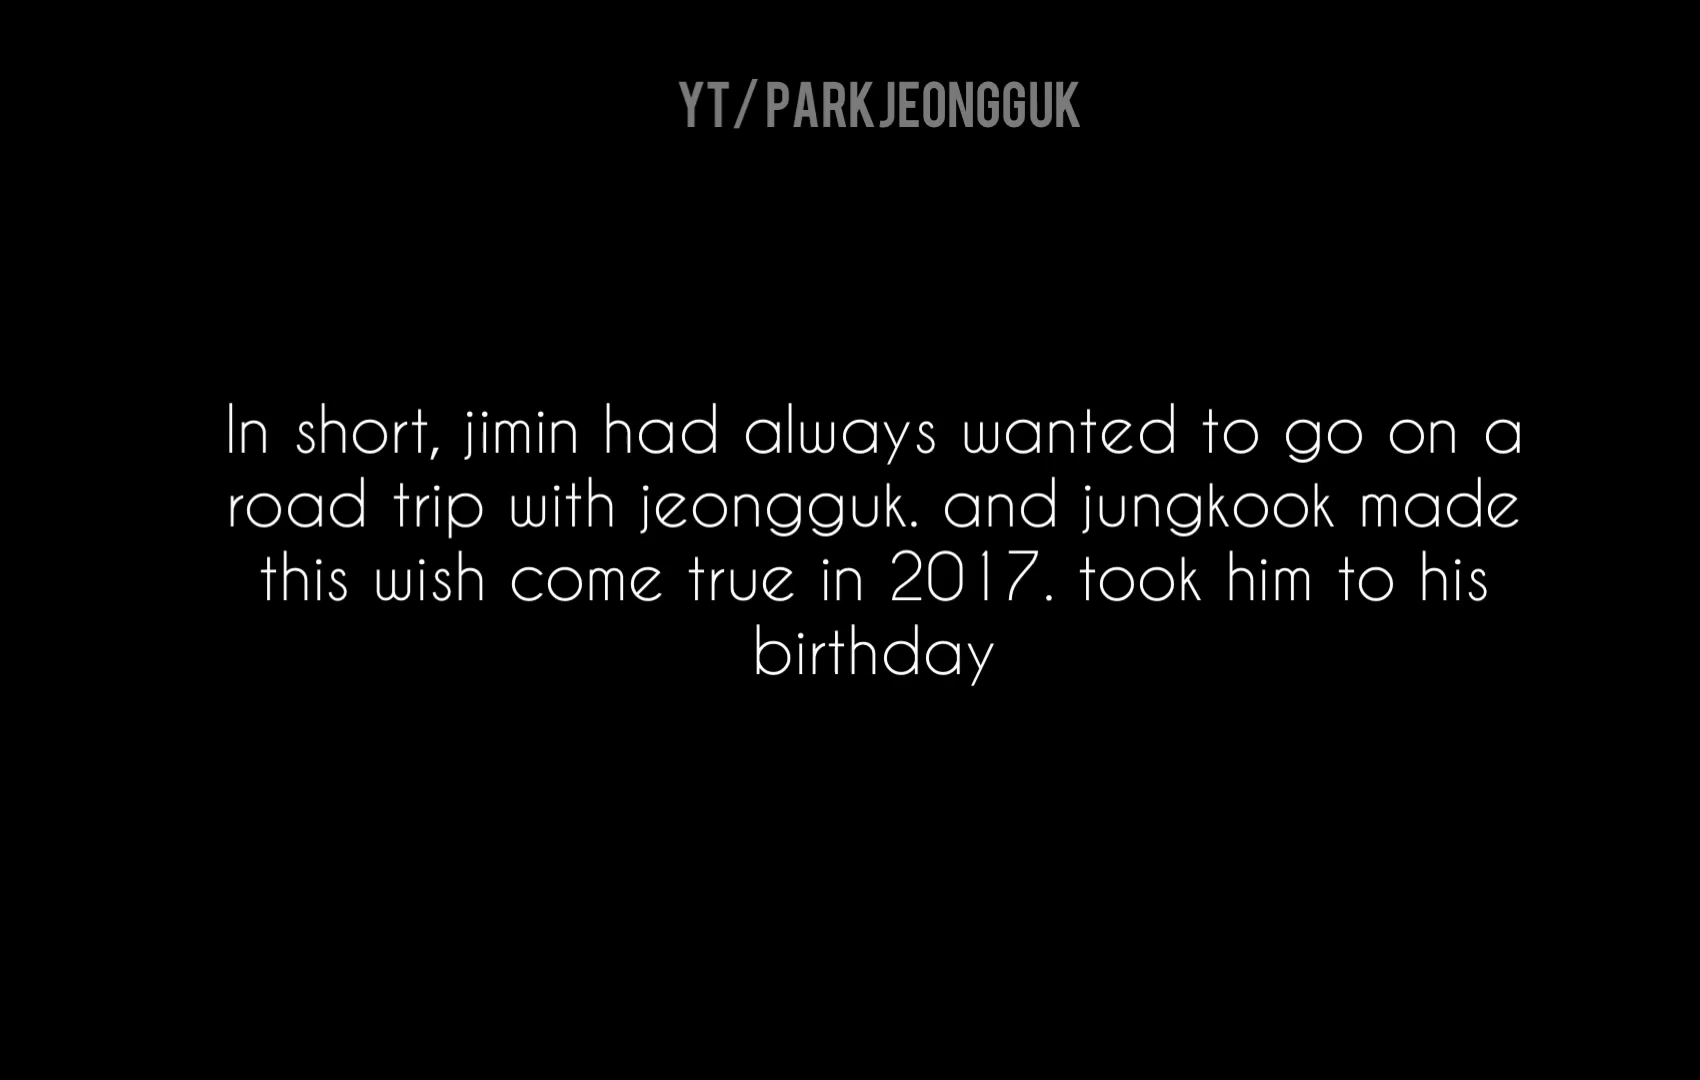 YT/PARKJEONGGUK
In short, jimin had always wanted to go on a
road trip with jeongguk. and jungkook made
this wish come true in 2017. took him to his
birthday